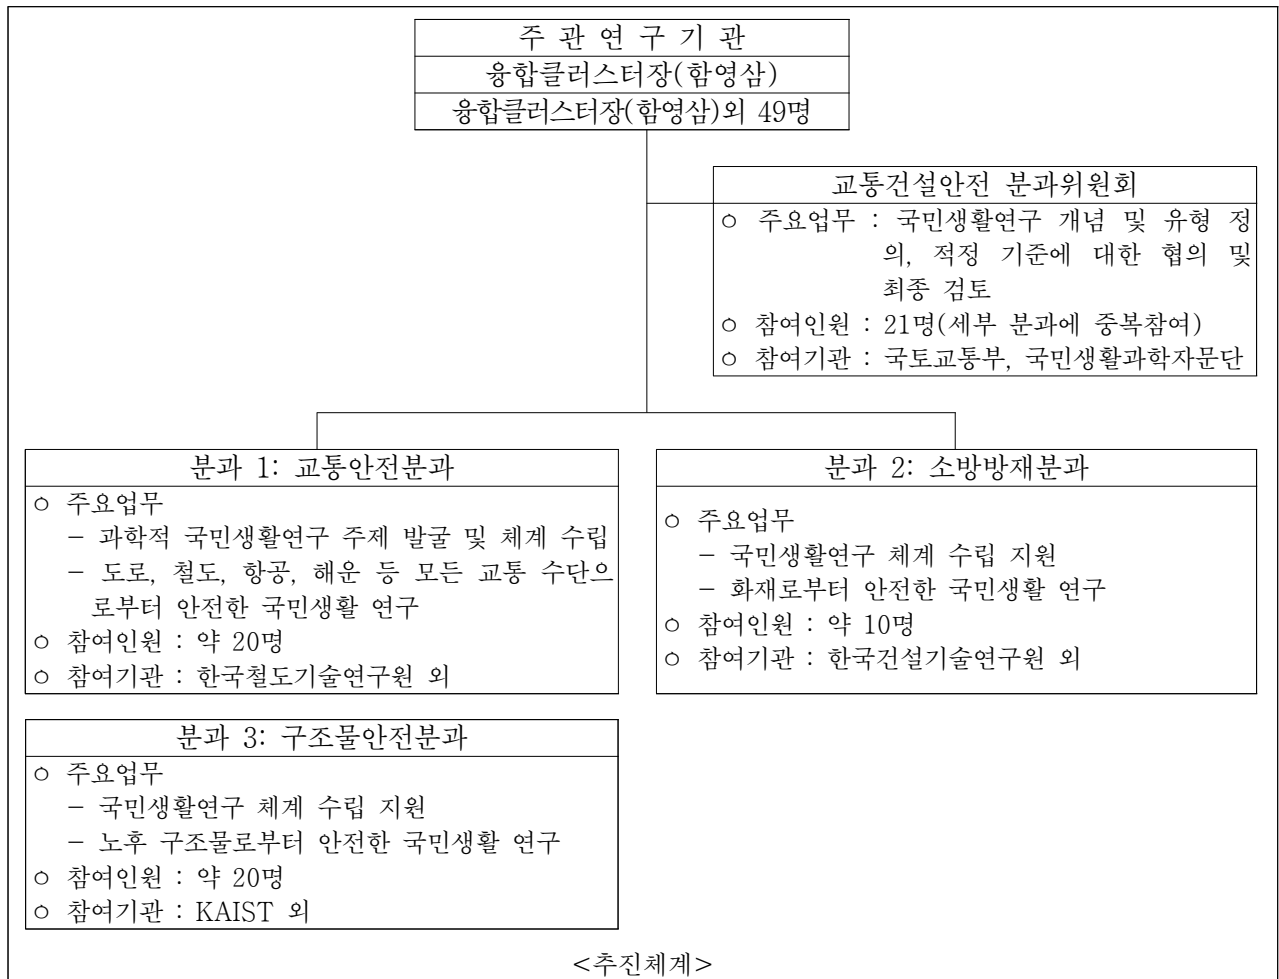 주 관 연 구 기 관
융합클러스터장(함영삼)
융합클러스터장(함영삼)외 49명
교통건설안전 분과위원회
ㅇ 주요업무 : 국민생활연구 개념 및 유형 정
의, 적정 기준에 대한 협의 및
최종 검토
ㅇ 참여인원 : 21명(세부 분과에 중복참여)
ㅇ 참여기관 : 국토교통부, 국민생활과학자문단
분과 1: 교통안전분과
ㅇ 주요업무
- 과학적 국민생활연구 주제 발굴 및 체계 수립
- 도로, 철도, 항공, 해운 등 모든 교통 수단으
로부터 안전한 국민생활 연구
ㅇ 참여인원 : 약 20명
ㅇ 참여기관 : 한국철도기술연구원 외
분과 2: 소방방재분과
ㅇ 주요업무
- 국민생활연구 체계 수립 지원
- 화재로부터 안전한 국민생활 연구
ㅇ 참여인원 : 약 10명
ㅇ 참여기관 : 한국건설기술연구원 외
분과 3: 구조물안전분과
ㅇ 주요업무
- 국민생활연구 체계 수립 지원
- 노후 구조물로부터 안전한 국민생활 연구
ㅇ 참여인원 : 약 20명
ㅇ 참여기관 : KAIST 외
<추진체계>